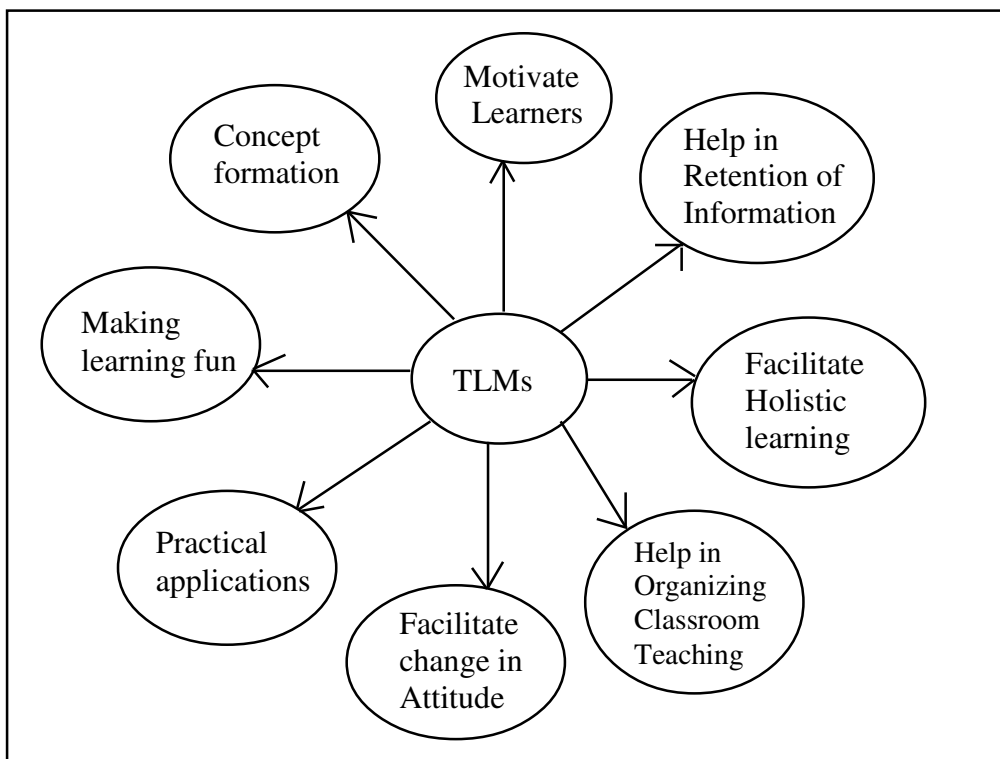 Motivate
Learners
Concept
formation
Help in
Retention of
Information
Making
learning fun
TLMs
Facilitate
Holistic
learning
Practical
applications
Help in
Organizing
Classroom
Teaching
Facilitate
change in
Attitude